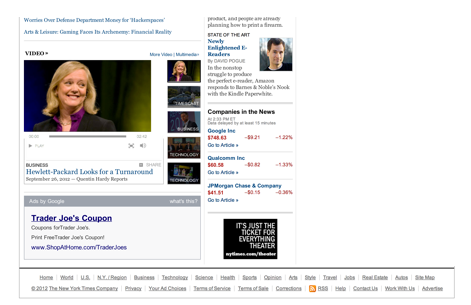 Worries Over Defense Department Money for 'Hackerspaces'
Arts & Leisure: Gaming Faces Its Archenemy: Financial Reality
VIDEO »
More Video | Multimedia»
TIMESCAST
BUSINESS
TECHNOLOGY
TECHNOLOGY
00:00
02:43
PLAY
BUSINESS
SHARE
Hewlett-Packard Looks for a Turnaround
September 26, 2012 — Quentin Hardy Reports
Ads by Google
what's this?
Trader Joe's Coupon
Coupons forTrader Joe's.
Print FreeTrader Joe's Coupons!
www.ShopAtHome.com/TraderJoes
product, and people are already
planning how to print a firearm.
STATE OF THE ART
Newly
Enlightened E-
Readers
By DAVID POGUE
In the nonstop
struggle to produce
the perfect e-reader, Amazon
responds to Barnes & Noble's Nook
with the Kindle Paperwhite.
Companies in the News
At 2:33 PM ET
Data delayed by at least 15 minutes
Google Inc
$748.63 –$9.21 –1.22%
Go to Article »
Qualcomm Inc
$60.58 –$0.82 –1.33%
Go to Article »
JPMorgan Chase & Company
$41.51 –$0.15 –0.36%
Go to Article »
IT'S JUST THE
TICKET FOR
EVERYTHING
THEATER
nytimes.com/theater
Home World U.S. N.Y. / Region Business Technology Science Health Sports Opinion Arts Style Travel Jobs Real Estate Autos Site Map
© 2012 The New York Times Company Privacy Your Ad Choices Terms of Service Terms of Sale Corrections RSS Help Contact Us Work With Us Advertise